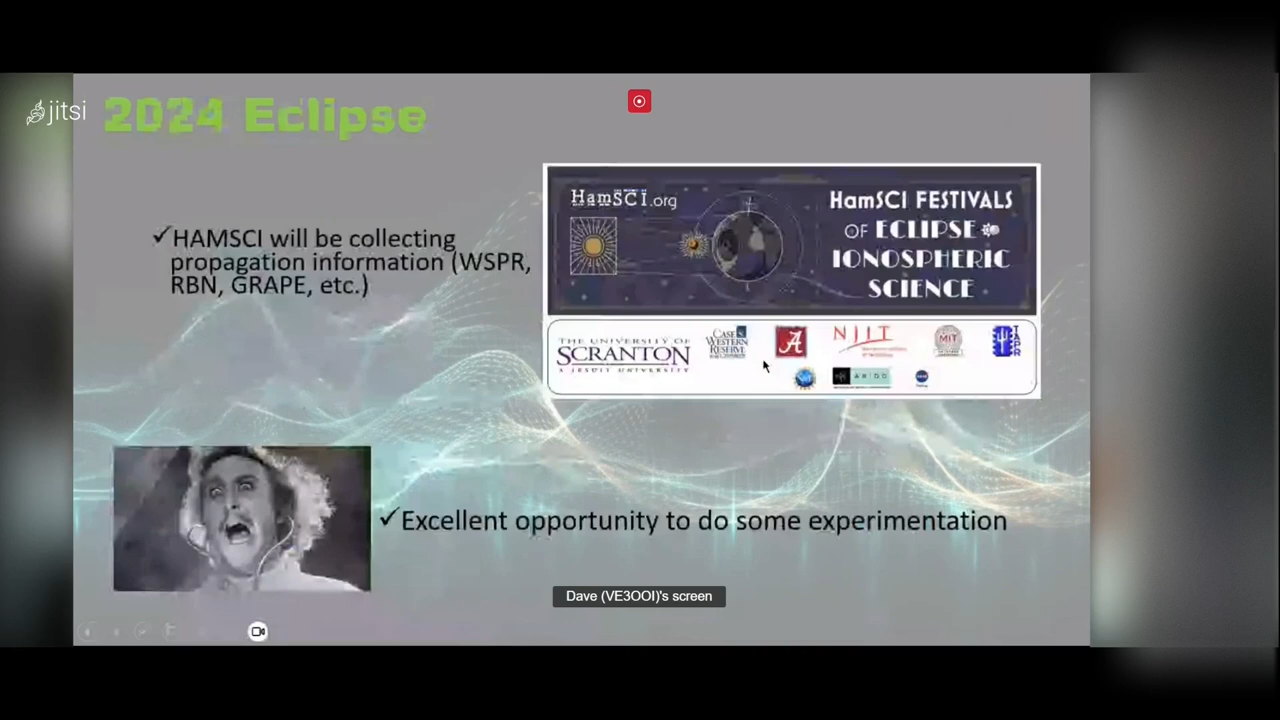 jitsi
2024 Eclipse
HamSCI.org
HamSCI FESTIVALS
OF ECLIPSE
IONOSPHERIC
SCIENCE
✓HAMSCI will be collecting
propagation information (WSPR,
RBN, GRAPE, etc.)
THE UNIVERSITY OF
SCRANTON
A JESUIT UNIVERSITY
CASE
WESTERN
RESERVE
A
NJIT
MIT
TAPR
✓Excellent opportunity to do some experimentation
Dave (VE3OOI)'s screen